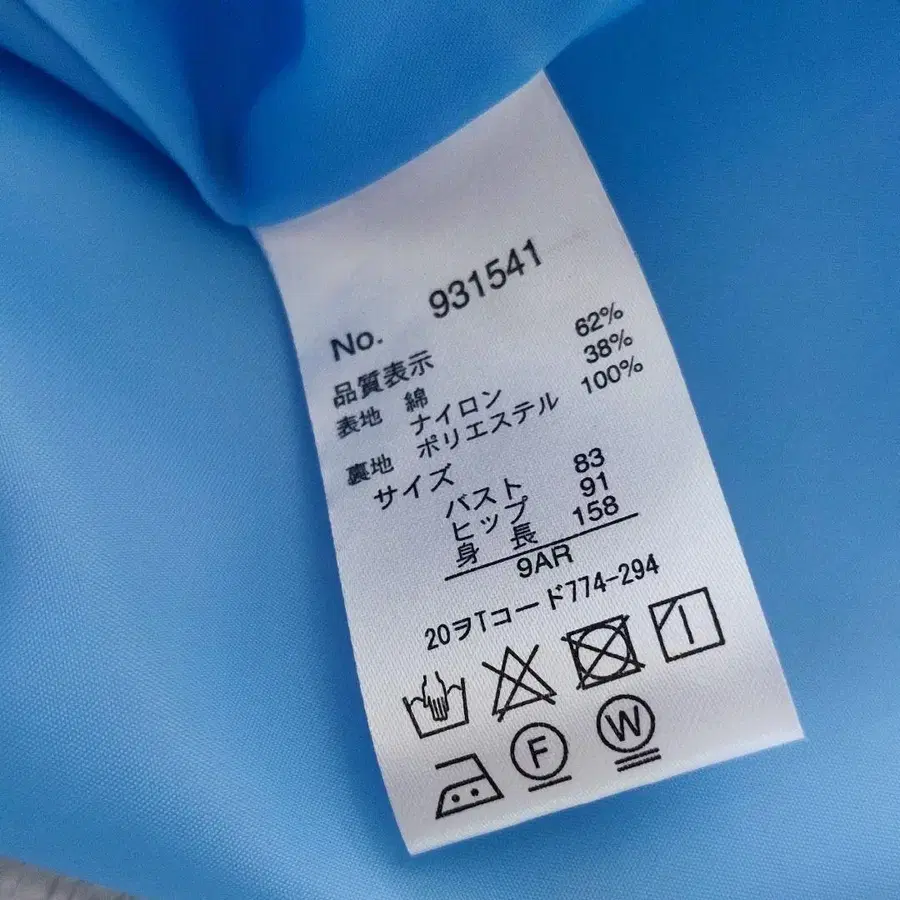 No. 931541
品質表示
表地 綿 62%
ナイロン 38%
裏地 ポリエステル 100%
サイズ
バスト 83
ヒップ 91
身長 158
9AR
20ヲTコード774-294
F W